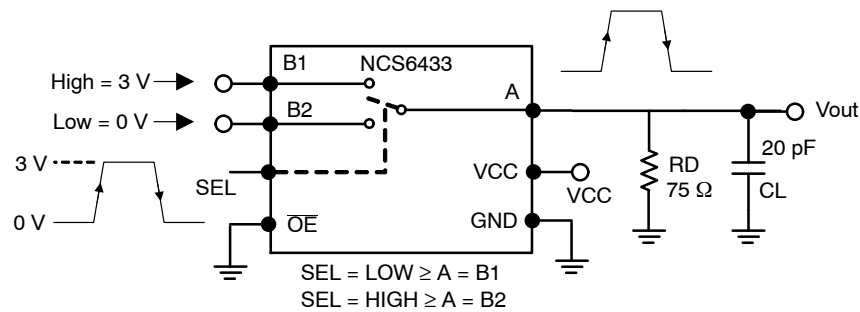 B1
NCS6433
High = 3 V
A
B2
Low = 0 V
Vout
3 V
20 pF
RD
75 Ω
CL
SEL
VCC
VCC
0 V
OE
GND
SEL = LOW ≥ A = B1
SEL = HIGH ≥ A = B2